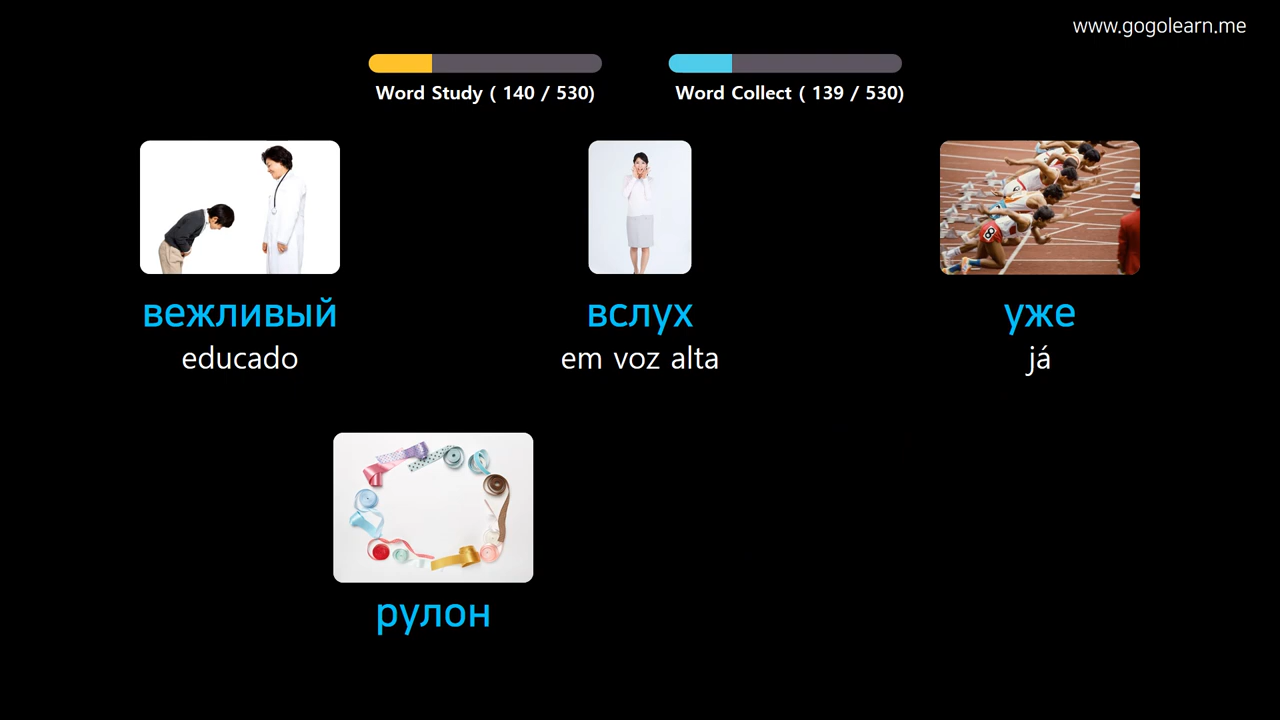 www.gogolearn.me
Word Study ( 140 / 530)
Word Collect ( 139 / 530)
вежливый
educado
вслух
em voz alta
уже
já
рулон